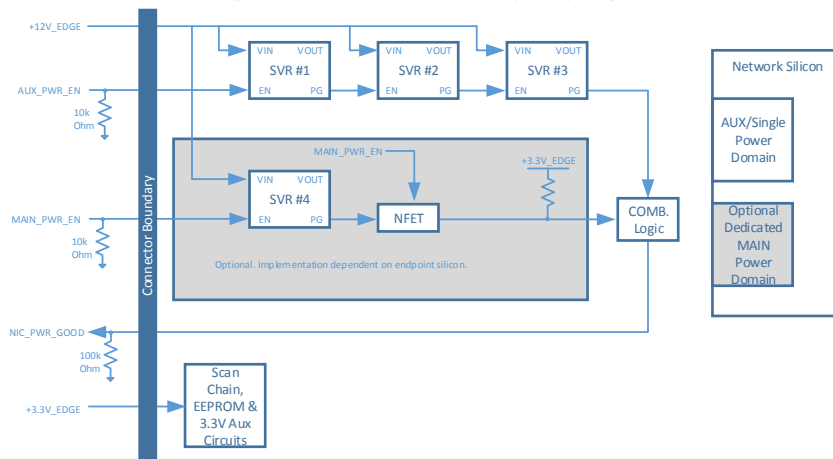 +12V_EDGE
VIN VOUT
SVR #1
EN PG
VIN VOUT
SVR #2
EN PG
VIN VOUT
SVR #3
EN PG
AUX_PWR_EN
10k
Ohm
Network Silicon
AUX/Single
Power
Domain
Optional
Dedicated
MAIN
Power
Domain
MAIN_PWR_EN
+3.3V_EDGE
VIN VOUT
SVR #4
EN PG
NFET
COMB.
Logic
MAIN_PWR_EN
10k
Ohm
Optional. Implementation dependent on endpoint silicon.
Connector Boundary
NIC_PWR_GOOD
100k
Ohm
+3.3V_EDGE
Scan
Chain,
EEPROM &
3.3V Aux
Circuits